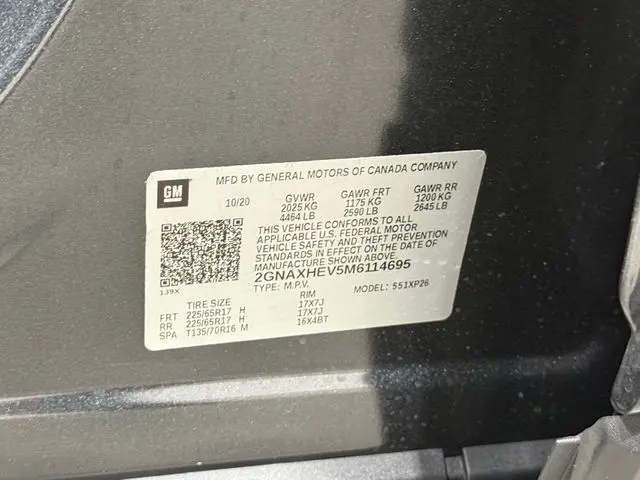 GM
MFD BY GENERAL MOTORS OF CANADA COMPANY
10/20 GVWR GAWR FRT GAWR RR
2025 KG 1175 KG 1200 KG
4464 LB 2590 LB 2645 LB
THIS VEHICLE CONFORMS TO ALL
APPLICABLE U.S. FEDERAL MOTOR
VEHICLE SAFETY AND THEFT PREVENTION
STANDARDS IN EFFECT ON THE DATE OF
MANUFACTURE SHOWN ABOVE.
2GNAXHEV5M6114695
139X TYPE: M.P.V. MODEL: 551XP26
TIRE SIZE RIM
FRT 225/65R17 H 17X7J
RR 225/65R17 H 17X7J
SPA T135/70R16 M 16X4BT